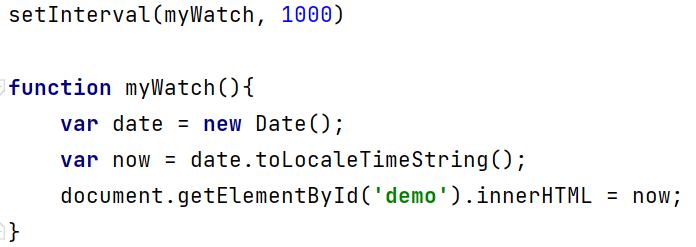 setInterval(myWatch, 1000)
function myWatch(){
    var date = new Date();
    var now = date.toLocaleTimeString();
    document.getElementById('demo').innerHTML = now;
}